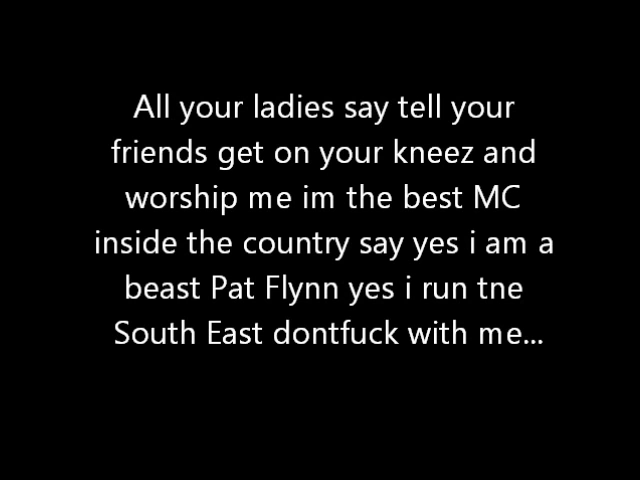 All your ladies say tell your
friends get on your kneez and
worship me im the best MC
inside the country say yes i am a
beast Pat Flynn yes i run tne
South East dontfuck with me...